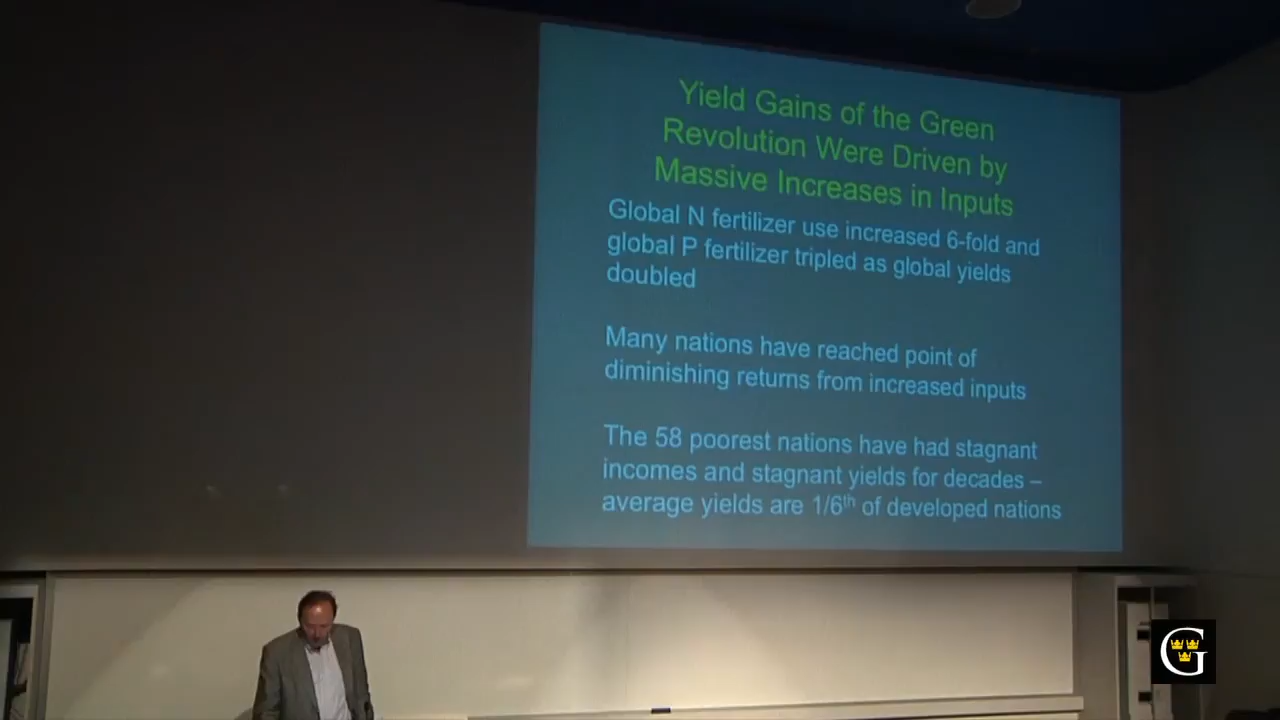 Yield Gains of the Green
Revolution Were Driven by
Massive Increases in Inputs
Global N fertilizer use increased 6-fold and
global P fertilizer tripled as global yields
doubled
Many nations have reached point of
diminishing returns from increased inputs
The 58 poorest nations have had stagnant
incomes and stagnant yields for decades –
average yields are 1/6th of developed nations
G